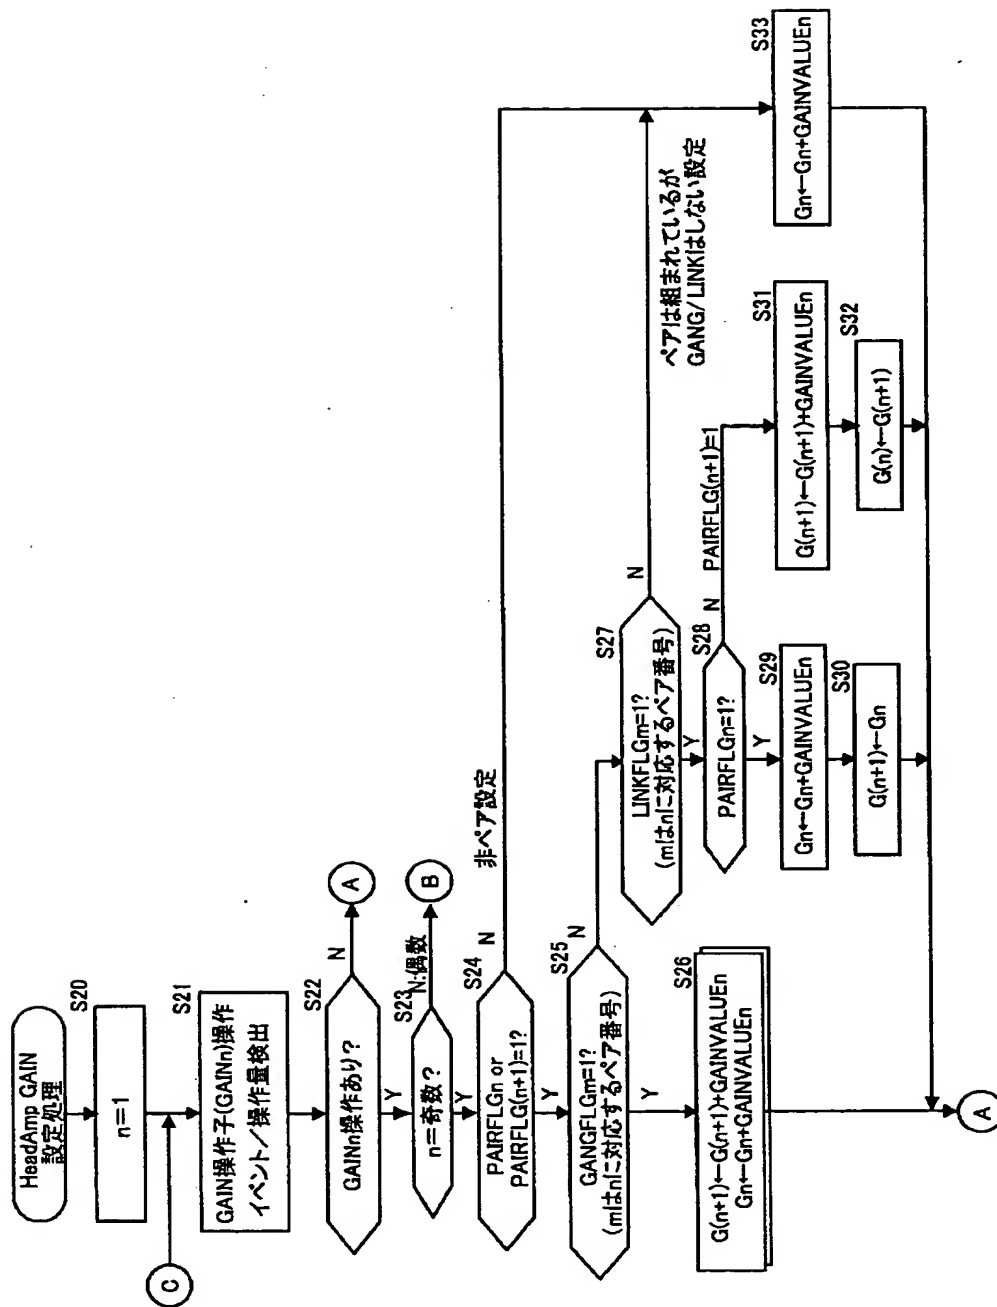 HeadAmp GAIN
設定処理
S20
n=1
C
S21
GAIN操作子(GAINn)操作
イベント／操作量検出
S22
GAINn操作あり？
N
A
Y
S23
n＝奇数？
N:偶数
B
Y
S24
PAIRFLGn or
PAIRFLG(n+1)=1?
N
非ペア設定
Y
S25
GANGFLGm=1?
(mはnに対応するペア番号)
N
Y
S26
G(n+1)←G(n+1)+GAINVALUEn
Gn←Gn+GAINVALUEn
S27
LINKFLGm=1?
(mはnに対応するペア番号)
N
ペアは組まれているが
GANG/LINKはしない設定
Y
S28
PAIRFLGn=1?
N
PAIRFLG(n+1)=1
Y
S29
Gn←Gn+GAINVALUEn
S30
G(n+1)←Gn
S31
G(n+1)←G(n+1)+GAINVALUEn
S32
G(n)←G(n+1)
S33
Gn←Gn+GAINVALUEn
A